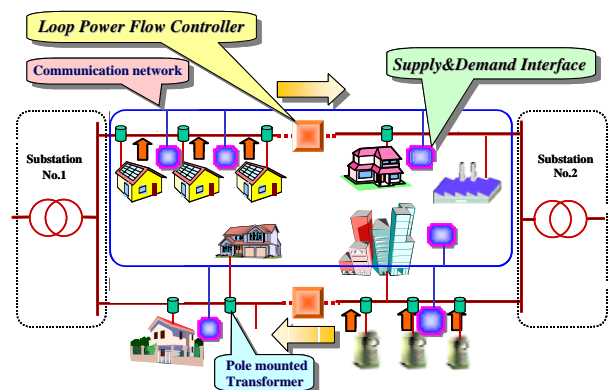 Loop Power Flow Controller
Communication network
Supply&Demand Interface
Substation
No.1
Substation
No.2
Pole mounted
Transformer